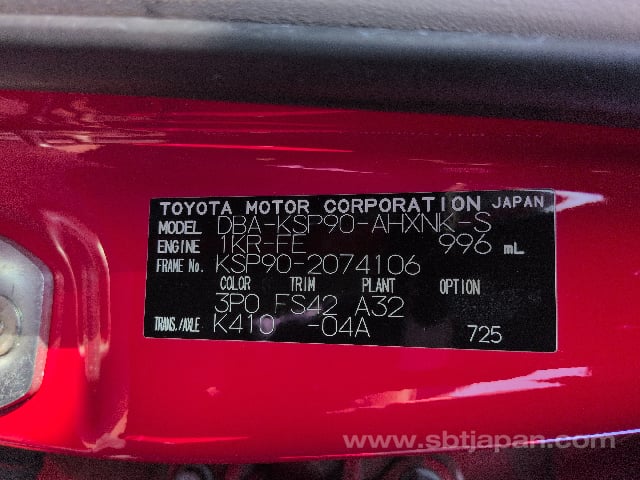 TOYOTA MOTOR CORPORATION JAPAN
MODEL DBA-KSP90-AHXNK-S
ENGINE 1KR-FE 996 mL
FRAME No. KSP90-2074106
COLOR TRIM PLANT OPTION
3P0 FS42 A32
TRANS./AXLE K410 -04A 725
www.sbtjapan.com